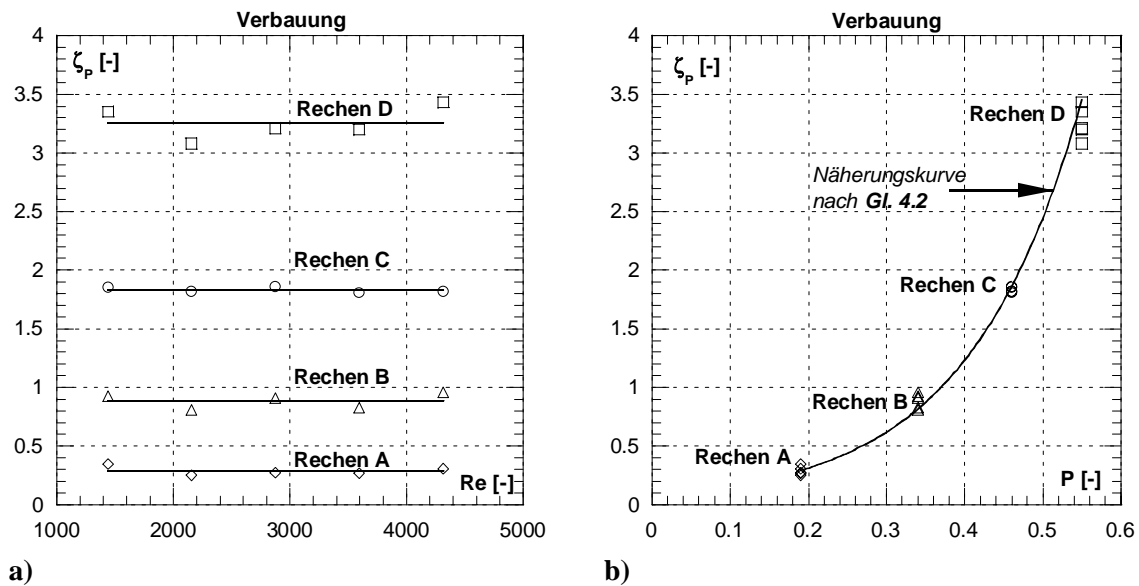 Verbauung
4
3.5
3
2.5
2
1.5
1
0.5
0
ζP [-]
Rechen D
Rechen C
Rechen B
Rechen A
Re [-]
1000 2000 3000 4000 5000
a)
Verbauung
4
3.5
3
2.5
2
1.5
1
0.5
0
ζP [-]
Rechen D
Näherungskurve
nach Gl. 4.2
Rechen C
Rechen B
Rechen A
P [-]
0 0.1 0.2 0.3 0.4 0.5 0.6
b)